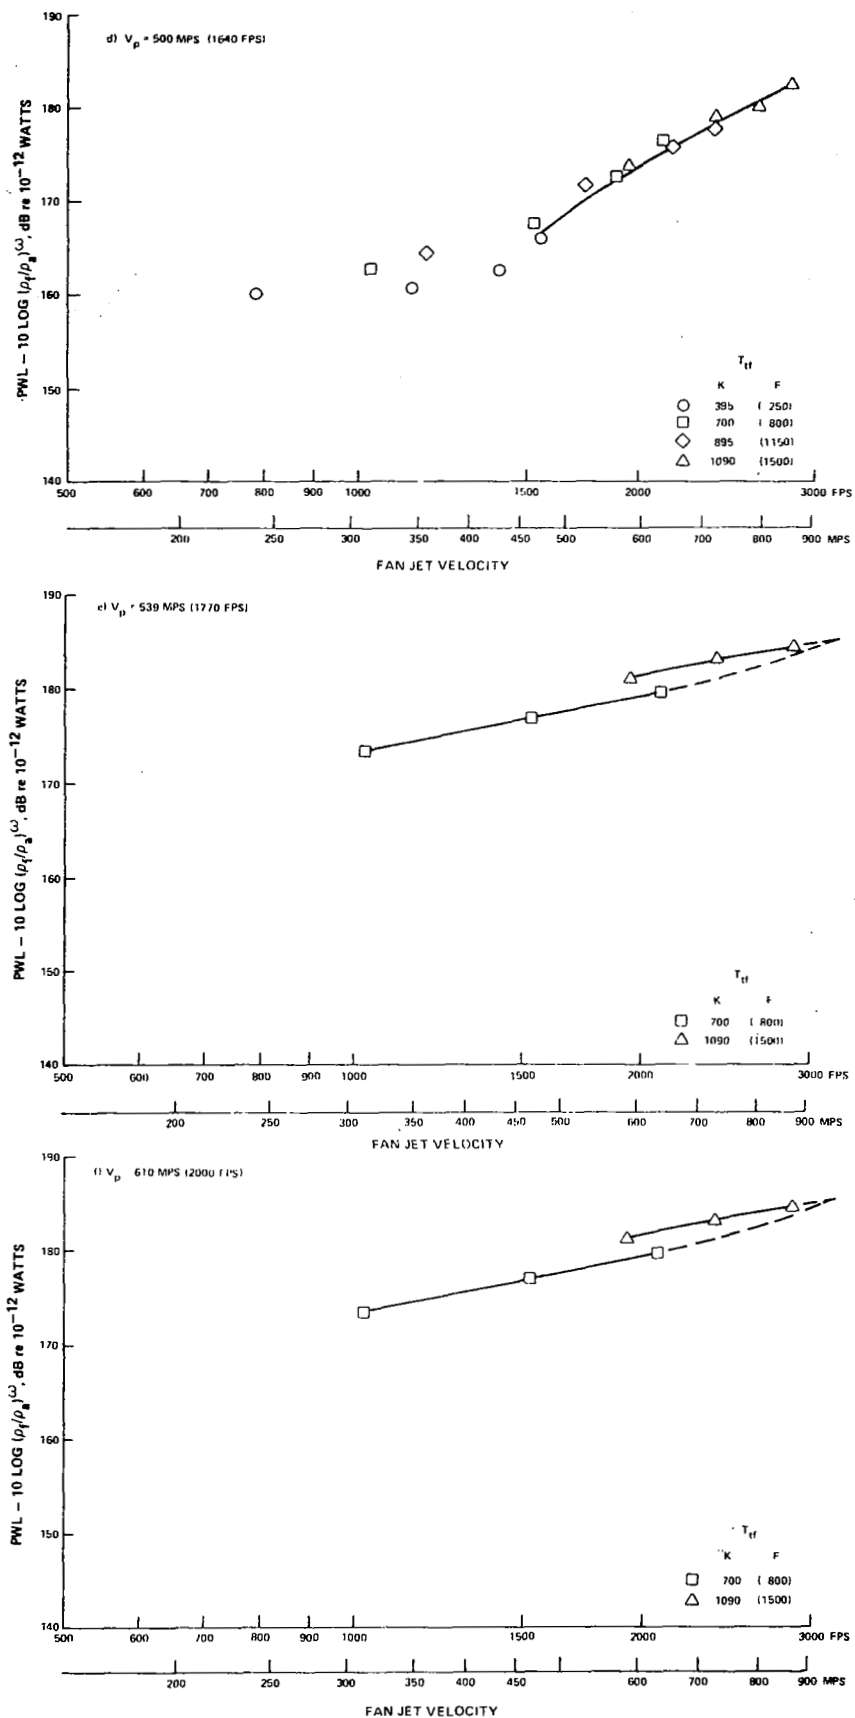 d) Vp = 500 MPS (1640 FPS)
190
180
170
160
150
140
PWL – 10 LOG (ρf/ρa)^ω, dB re 10^–12 WATTS
Ttf
K F
395 ( 250)
700 ( 800)
895 (1150)
1090 (1500)
500 600 700 800 900 1000 1500 2000 3000 FPS
200 250 300 350 400 450 500 600 700 800 900 MPS
FAN JET VELOCITY
e) Vp = 539 MPS (1770 FPS)
190
180
170
160
150
140
PWL – 10 LOG (ρf/ρa)^ω, dB re 10^–12 WATTS
Ttf
K F
700 ( 800)
1090 (1500)
500 600 700 800 900 1000 1500 2000 3000 FPS
200 250 300 350 400 450 500 600 700 800 900 MPS
FAN JET VELOCITY
f) Vp 610 MPS (2000 FPS)
190
180
170
160
150
140
PWL – 10 LOG (ρf/ρa)^ω, dB re 10^–12 WATTS
Ttf
K F
700 ( 800)
1090 (1500)
500 600 700 800 900 1000 1500 2000 3000 FPS
200 250 300 350 400 450 600 700 800 900 MPS
FAN JET VELOCITY